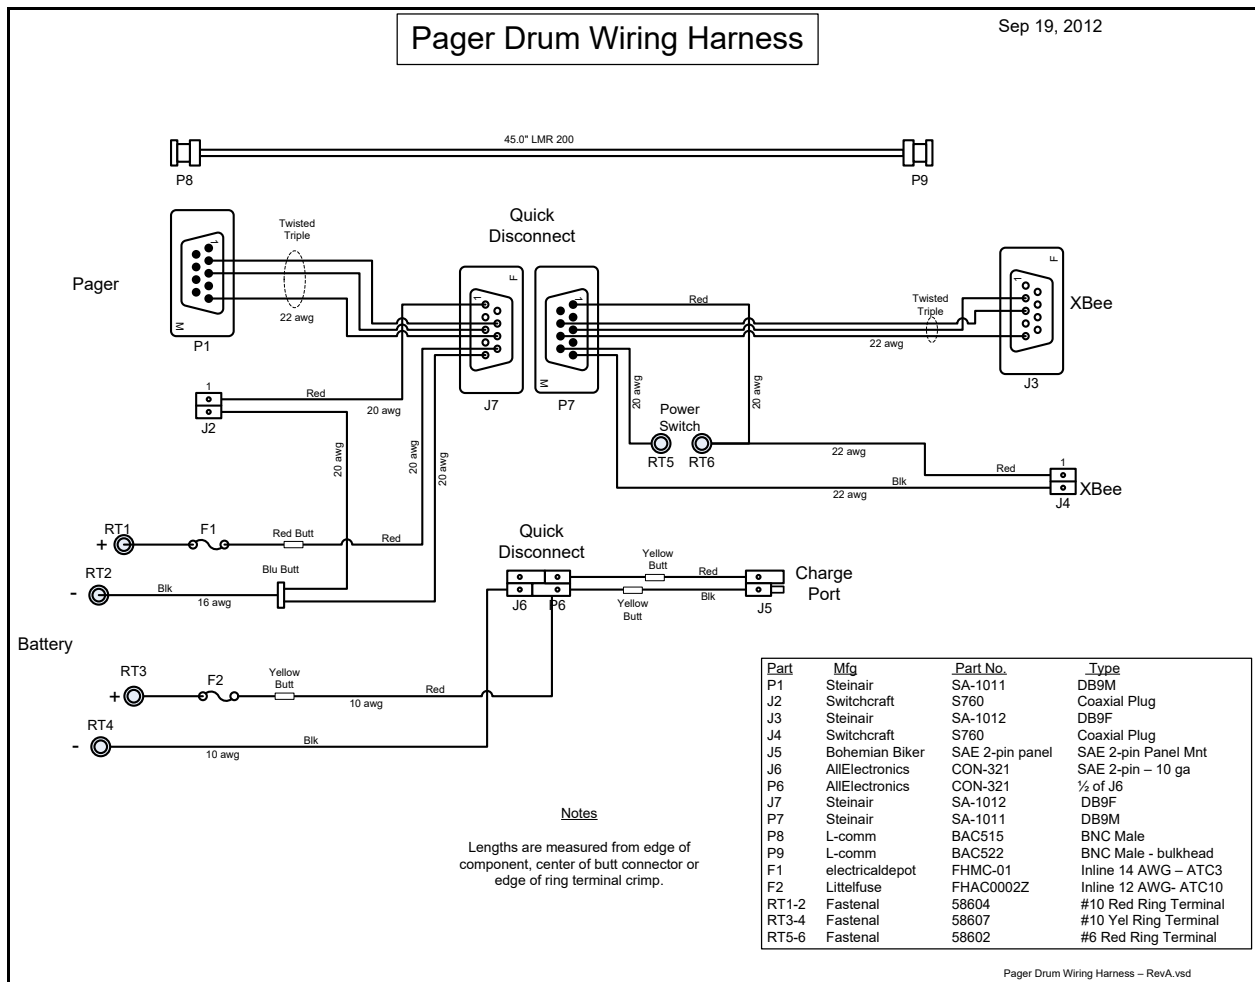 Pager Drum Wiring Harness
Sep 19, 2012
45.0" LMR 200
P8
P9
Twisted
Triple
Quick
Disconnect
Pager
1
M
22 awg
P1
F
1
J7
1
M
P7
Red
Twisted
Triple
22 awg
F
1
XBee
J3
1
J2
Red
20 awg
20 awg
20 awg
20 awg
20 awg
20 awg
Power
Switch
RT5
RT6
22 awg
Red
Blk
22 awg
1
J4
XBee
RT1
+
F1
Red Butt
Red
RT2
-
Blk
16 awg
Blu Butt
Quick
Disconnect
J6
P6
Yellow
Butt
Red
Yellow
Butt
Blk
J5
Charge
Port
Battery
RT3
+
F2
Yellow
Butt
10 awg
Red
RT4
-
Blk
10 awg
Notes
Lengths are measured from edge of
component, center of butt connector or
edge of ring terminal crimp.
Part Mfg Part No. Type
P1 Steinair SA-1011 DB9M
J2 Switchcraft S760 Coaxial Plug
J3 Steinair SA-1012 DB9F
J4 Switchcraft S760 Coaxial Plug
J5 Bohemian Biker SAE 2-pin panel SAE 2-pin Panel Mnt
J6 AllElectronics CON-321 SAE 2-pin – 10 ga
P6 AllElectronics CON-321 ½ of J6
J7 Steinair SA-1012 DB9F
P7 Steinair SA-1011 DB9M
P8 L-comm BAC515 BNC Male
P9 L-comm BAC522 BNC Male - bulkhead
F1 electricaldepot FHMC-01 Inline 14 AWG – ATC3
F2 Littelfuse FHAC0002Z Inline 12 AWG- ATC10
RT1-2 Fastenal 58604 #10 Red Ring Terminal
RT3-4 Fastenal 58607 #10 Yel Ring Terminal
RT5-6 Fastenal 58602 #6 Red Ring Terminal
Pager Drum Wiring Harness – RevA.vsd